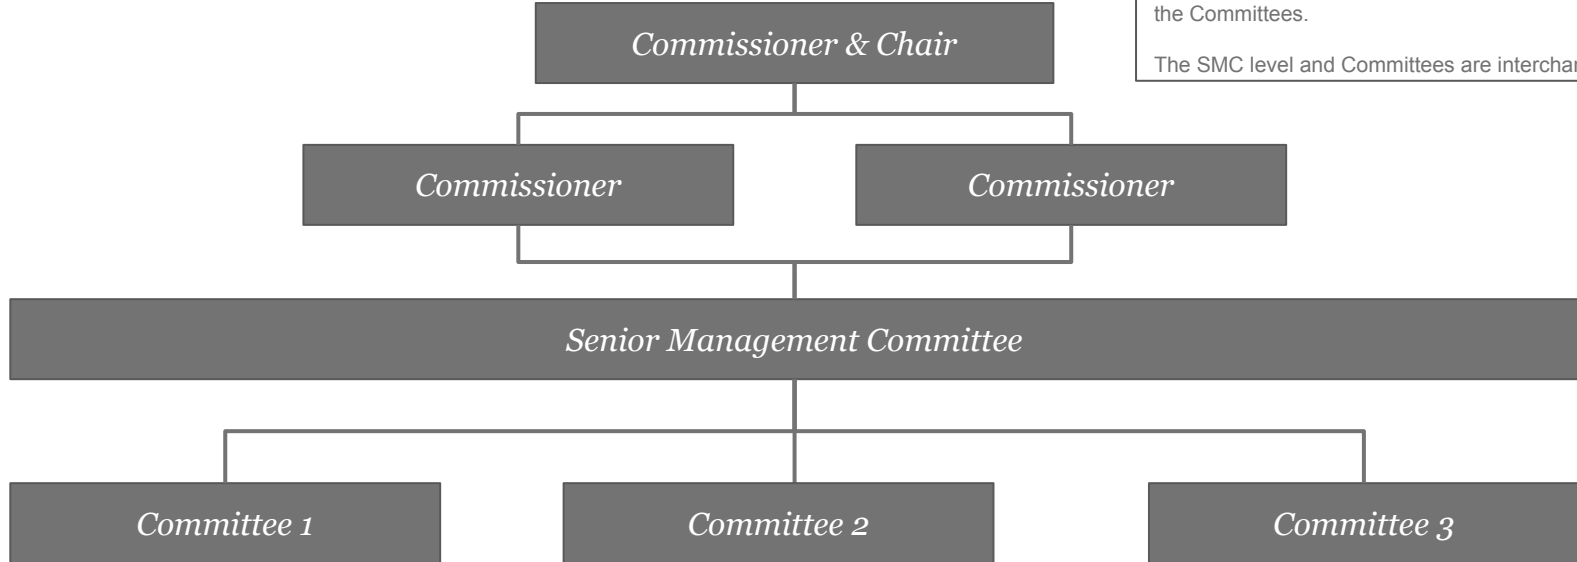 the Committees.
The SMC level and Committees are
Commissioner & Chair
Commissioner
Commissioner
Senior Management Committee
Committee 1
Committee 2
Committee 3